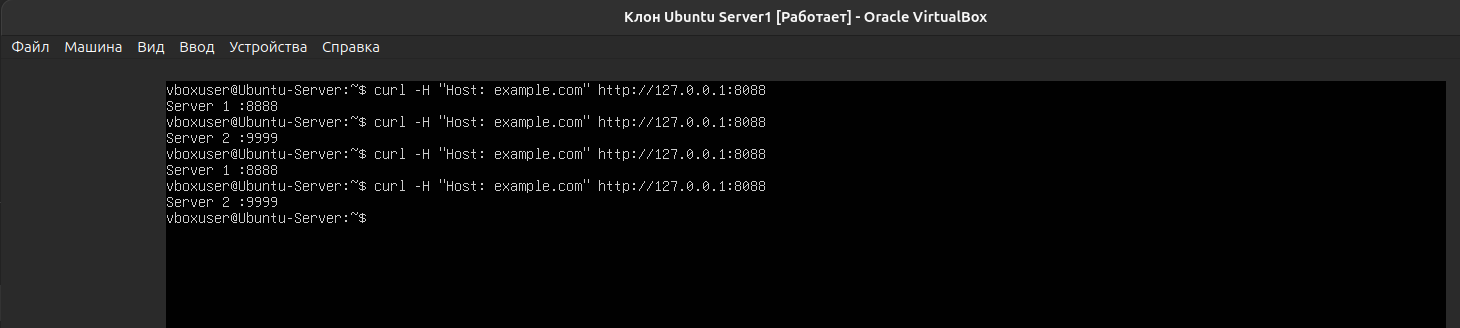 Клон Ubuntu Server1 [Работает] - Oracle VirtualBox
Файл Машина Вид Ввод Устройства Справка
vboxuser@Ubuntu-Server:~$ curl -H "Host: example.com" http://127.0.0.1:8088
Server 1 :8888
vboxuser@Ubuntu-Server:~$ curl -H "Host: example.com" http://127.0.0.1:8088
Server 2 :9999
vboxuser@Ubuntu-Server:~$ curl -H "Host: example.com" http://127.0.0.1:8088
Server 1 :8888
vboxuser@Ubuntu-Server:~$ curl -H "Host: example.com" http://127.0.0.1:8088
Server 2 :9999
vboxuser@Ubuntu-Server:~$